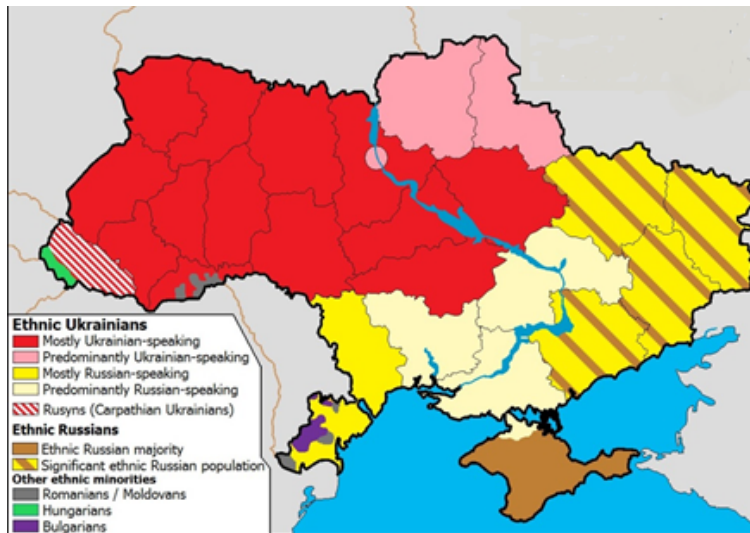 Ethnic Ukrainians
Mostly Ukrainian-speaking
Predominantly Ukrainian-speaking
Mostly Russian-speaking
Predominantly Russian-speaking
Rusyns (Carpathian Ukrainians)
Ethnic Russians
Ethnic Russian majority
Significant ethnic Russian population
Other ethnic minorities
Romanians / Moldovans
Hungarians
Bulgarians